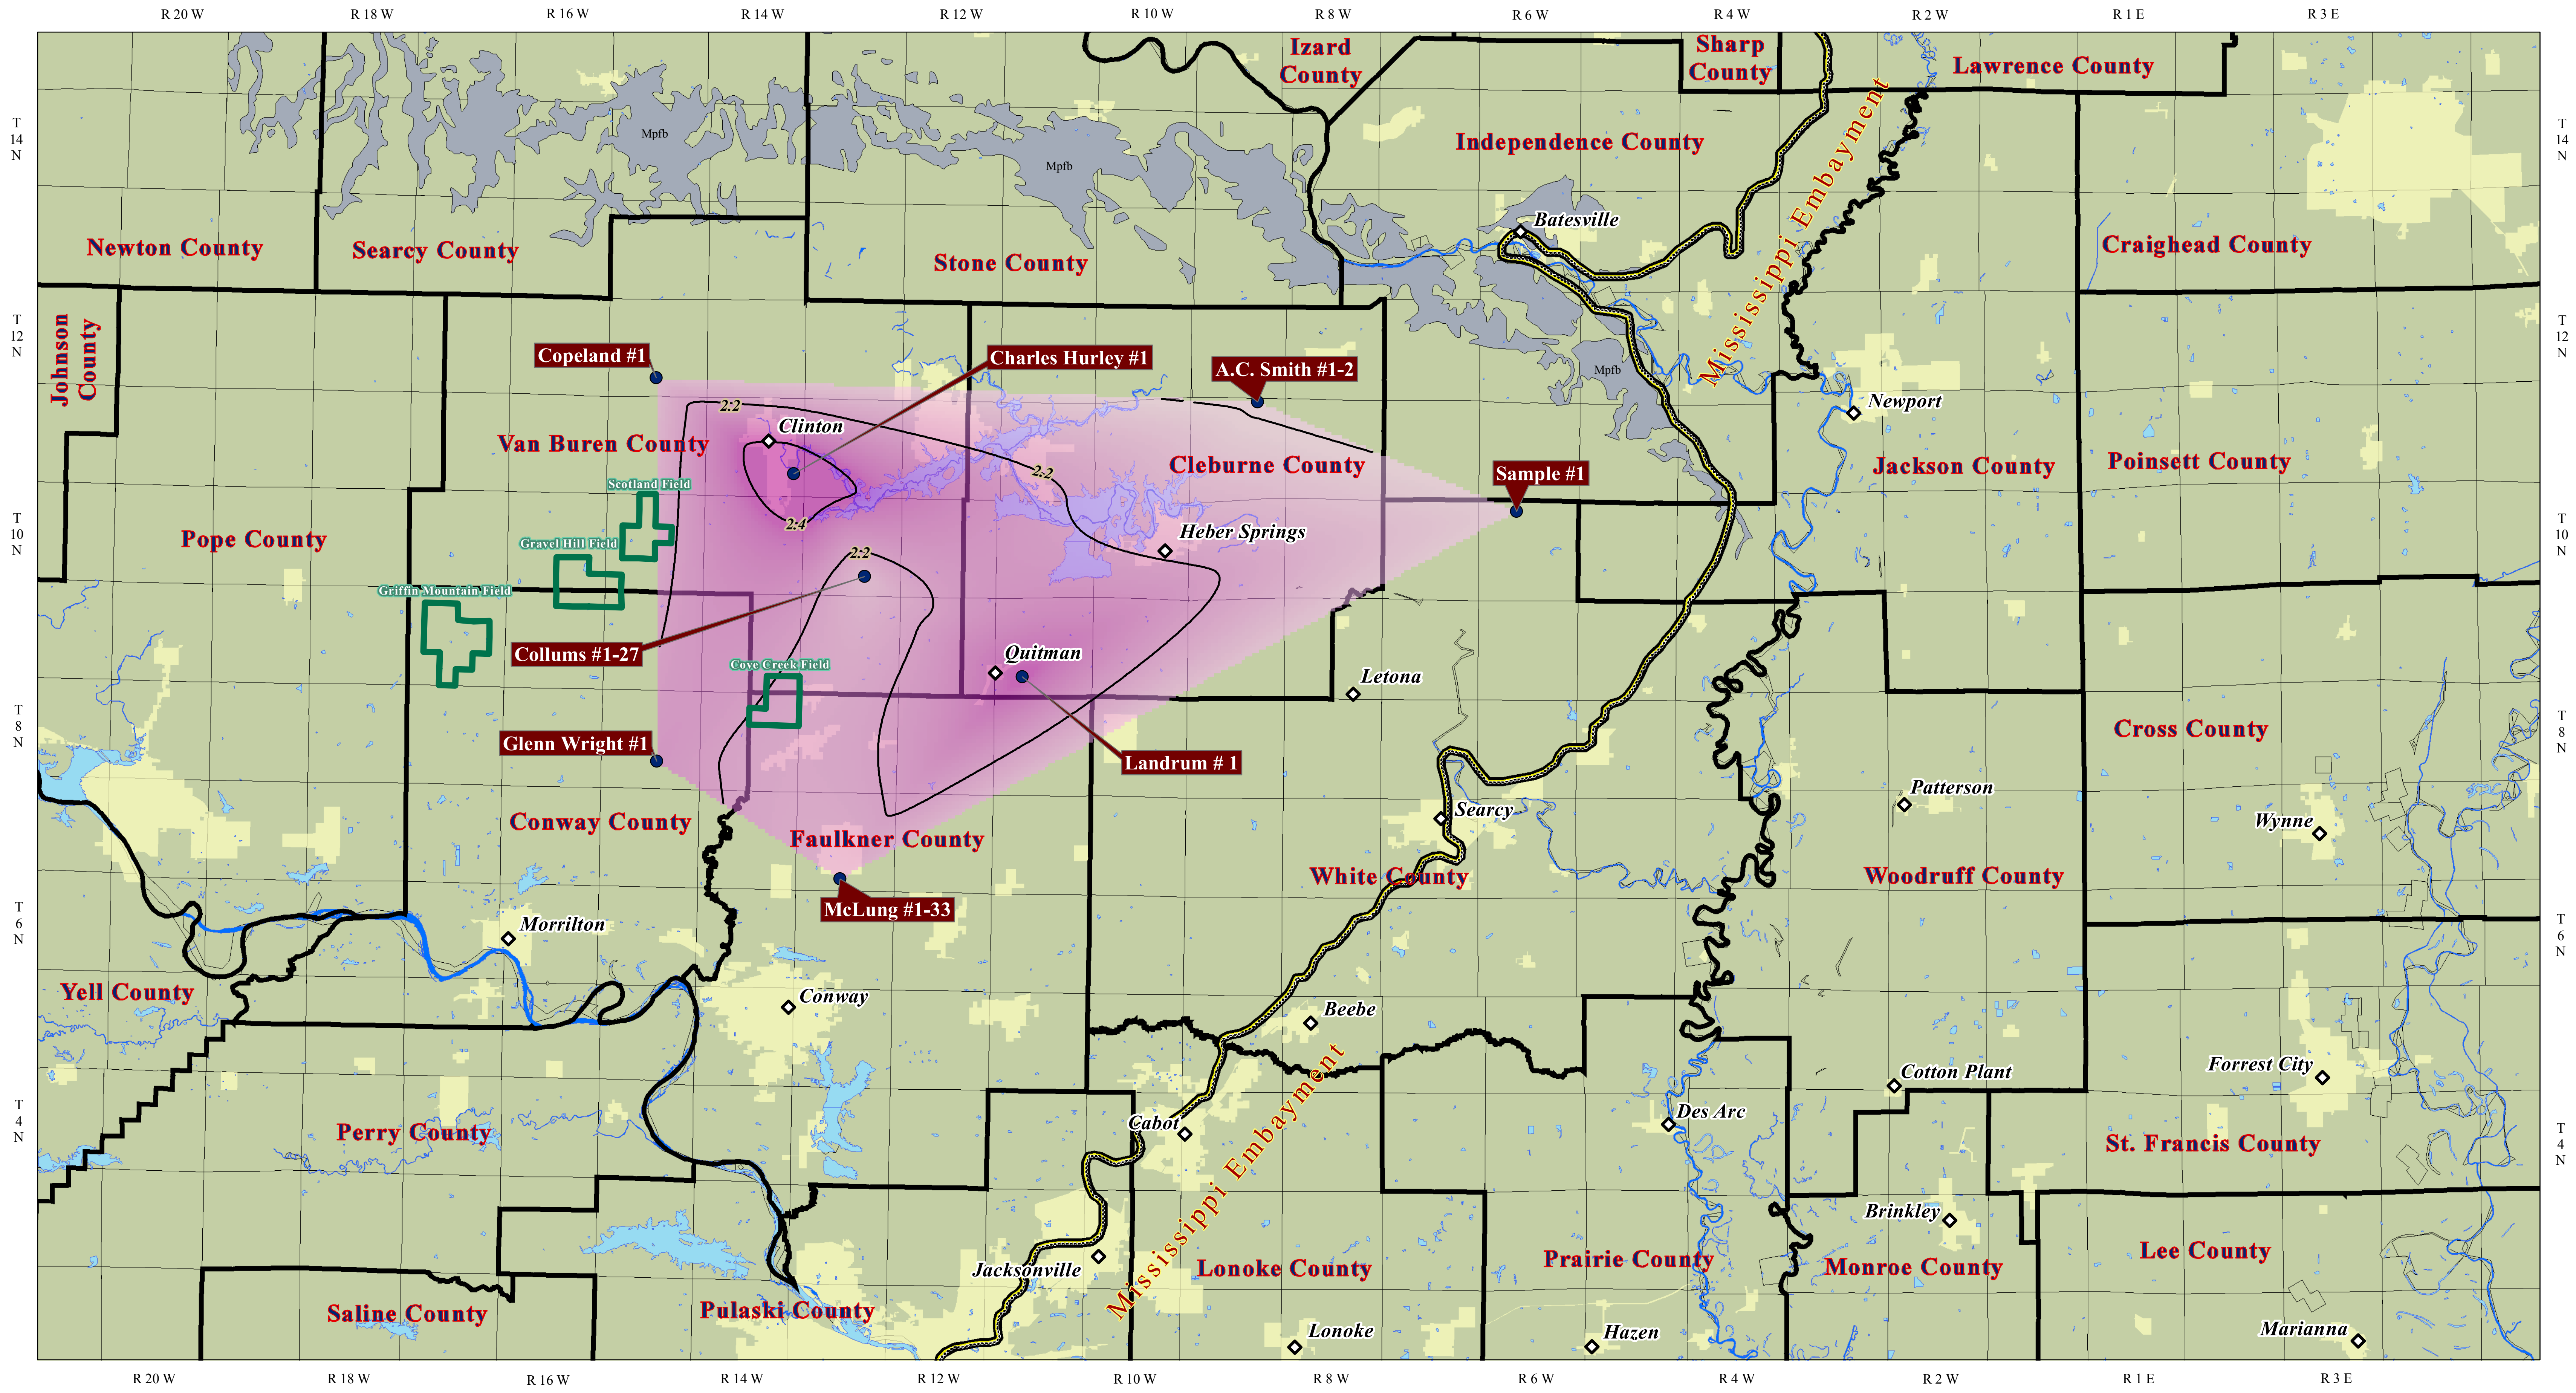 R 20 W
R 18 W
R 16 W
R 14 W
R 12 W
R 10 W
R 8 W
R 6 W
R 4 W
R 2 W
R 1 E
R 3 E
Izard
County
Sharp
County
Lawrence County
T
14
N
Mpfb
Mpfb
Independence County
T
14
N
Mississippi Embayment
Batesville
Newton County
Searcy County
Stone County
Craighead County
T
12
N
Johnson
County
Copeland #1
Charles Hurley #1
A.C. Smith #1-2
Mpfb
T
12
N
2.2
Clinton
Newport
Van Buren County
2.2
Cleburne County
Sample #1
Jackson County
Poinsett County
Scotland Field
2.4
T
10
N
Pope County
Gravel Hill Field
2.2
Heber Springs
T
10
N
Griffin Mountain Field
Collums #1-27
Quitman
Cove Creek Field
Letona
T
8
N
Glenn Wright #1
Landrum # 1
Cross County
T
8
N
Patterson
Conway County
Faulkner County
Searcy
Wynne
White County
Woodruff County
McLung #1-33
T
6
N
Morrilton
T
6
N
Yell County
Conway
Beebe
Cotton Plant
Forrest City
T
4
N
Perry County
Cabot
Mississippi Embayment
Des Arc
St. Francis County
T
4
N
Brinkley
Jacksonville
Lonoke County
Prairie County
Monroe County
Lee County
Saline County
Pulaski County
Lonoke
Hazen
Marianna
R 20 W
R 18 W
R 16 W
R 14 W
R 12 W
R 10 W
R 8 W
R 6 W
R 4 W
R 2 W
R 1 E
R 3 E